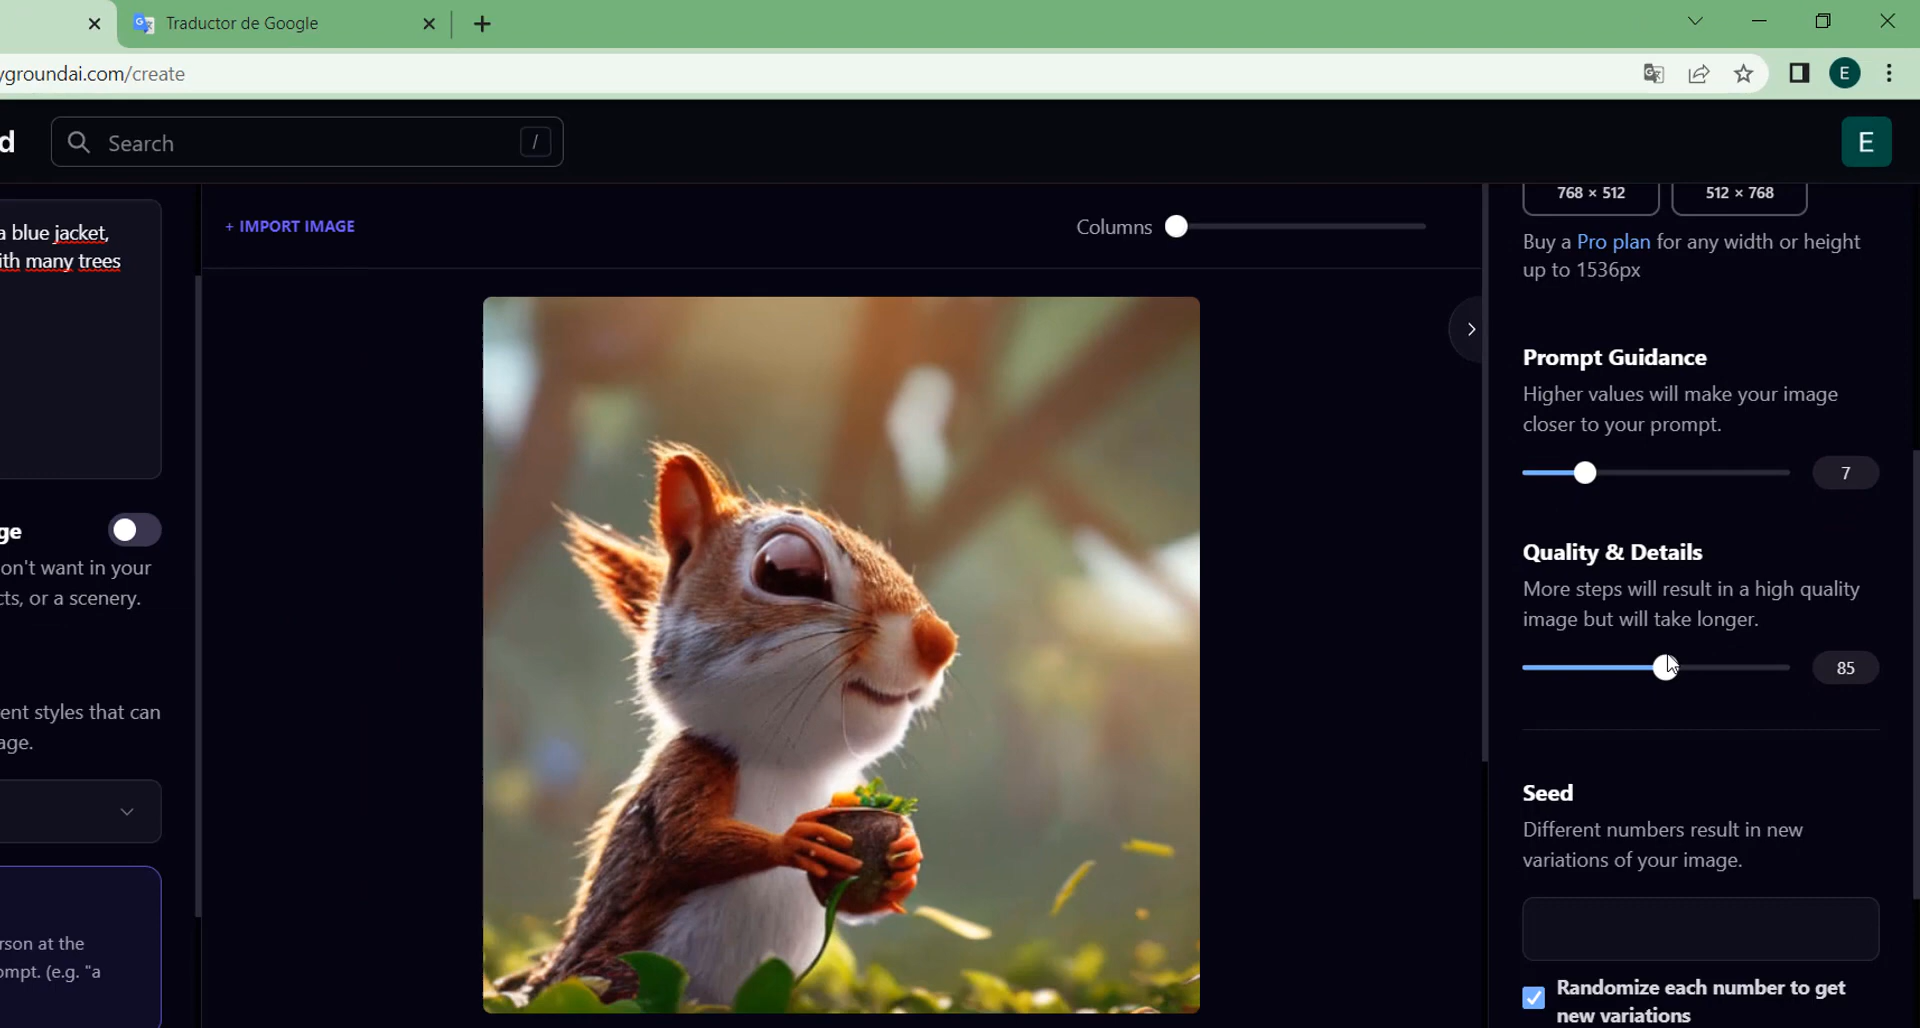 Traductor de Google
ygroundai.com/create
E
d
Search
/
E
a blue jacket,
ith many trees
ge
on't want in your
cts, or a scenery.
ent styles that can
age.
rson at the
ompt. (e.g. "a
+ IMPORT IMAGE
Columns
768 × 512
512 × 768
Buy a Pro plan for any width or height
up to 1536px
Prompt Guidance
Higher values will make your image
closer to your prompt.
7
Quality & Details
More steps will result in a high quality
image but will take longer.
85
Seed
Different numbers result in new
variations of your image.
Randomize each number to get
new variations